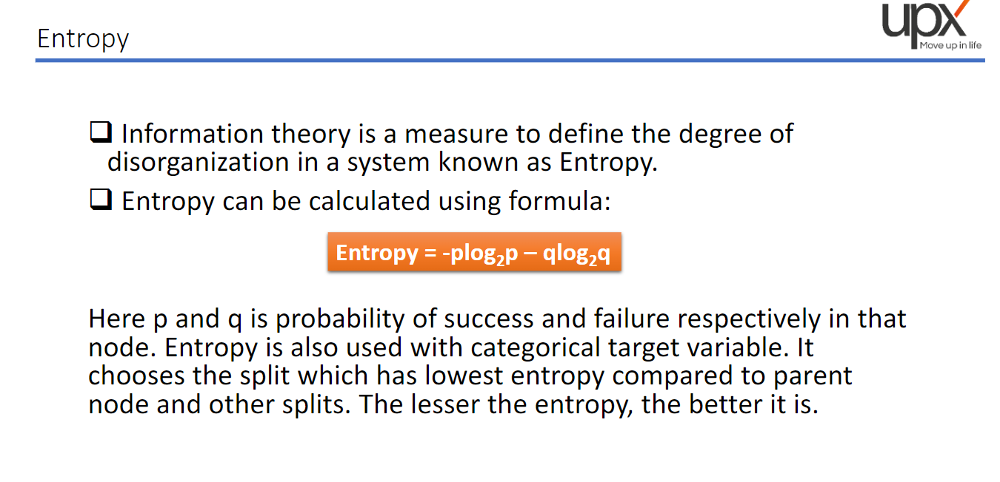 Entropy
upx
Move up in life
❑ Information theory is a measure to define the degree of
disorganization in a system known as Entropy.
❑ Entropy can be calculated using formula:
Entropy = -plog₂p – qlog₂q
Here p and q is probability of success and failure respectively in that
node. Entropy is also used with categorical target variable. It
chooses the split which has lowest entropy compared to parent
node and other splits. The lesser the entropy, the better it is.